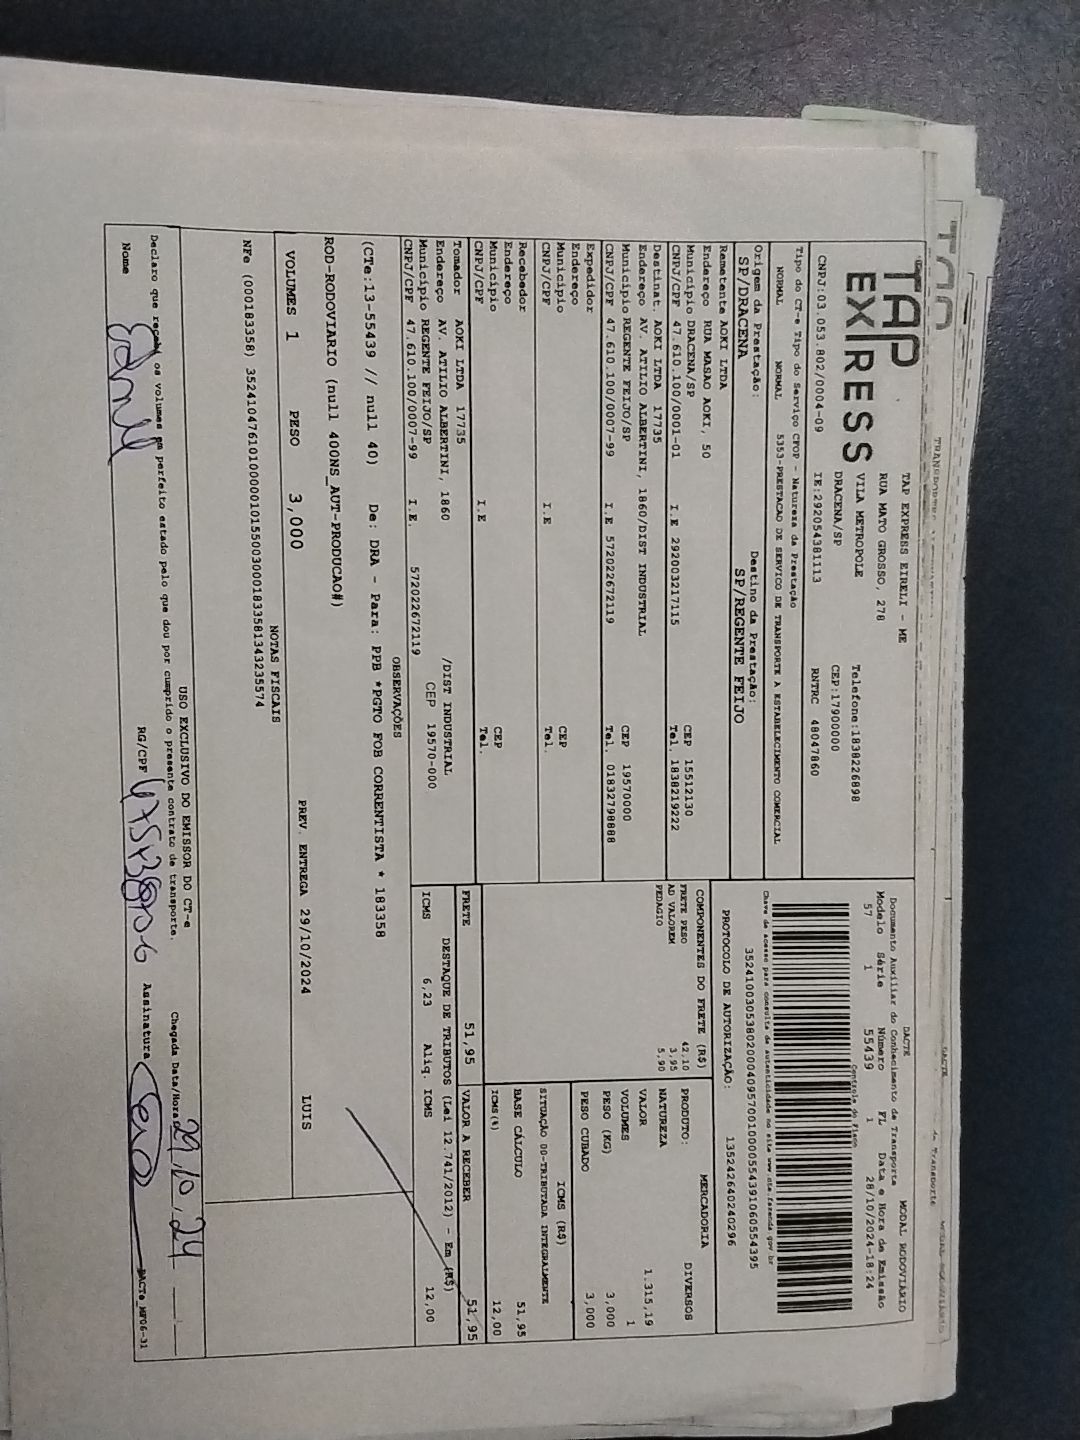 TAP
EXPRESS
TAP EXPRESS EIRELI - ME
RUA MATO GROSSO, 278
VILA METROPOLE
DRACENA/SP
Telefone:1838226898
CEP:17900000
CNPJ:03.053.802/0004-09 IE:292054381113 RNTRC 48047860
DACTE MODAL RODOVIÁRIO
Documento Auxiliar do Conhecimento de Transporte
Modelo Série Número FL Data e Hora de Emissão
57 1 55439 1 28/10/2024-18:24
Controle do Fisco
Chave de acesso para consulta de autenticidade no site www.cte.fazenda.gov.br
PROTOCOLO DE AUTORIZAÇÃO: 135242640240296
Tipo do CT-e Tipo do Serviço CFOP - Natureza da Prestação
NORMAL NORMAL 5353-PRESTACAO DE SERVICO DE TRANSPORTE A ESTABELECIMENTO COMERCIAL
Origem da Prestação: Destino da Prestação:
SP/DRACENA SP/REGENTE FEIJO
Remetente AOKI LTDA
Endereço RUA MASAO AOKI, 50
Município DRACENA/SP CEP 15512130
CNPJ/CPF 47.610.100/0001-01 I.E 292003217115 Tel. 1838219222
Destinat. AOKI LTDA 17735
Endereço AV. ATILIO ALBERTINI, 1860/DIST INDUSTRIAL
Município REGENTE FEIJO/SP CEP 19570000
CNPJ/CPF 47.610.100/0007-99 I.E 572022672119 Tel. 01832798888
Expedidor
Endereço
Município CEP
CNPJ/CPF I.E Tel.
Recebedor
Endereço
Município CEP
CNPJ/CPF I.E Tel.
Tomador AOKI LTDA 17735
Endereço AV. ATILIO ALBERTINI, 1860 /DIST INDUSTRIAL
Município REGENTE FEIJO/SP CEP 19570-000
CNPJ/CPF 47.610.100/0007-99 I.E. 572022672119
COMPONENTES DO FRETE (R$)
FRETE PESO 42,10
AD VALOREM 3,95
PEDAGIO 5,90
MERCADORIA
PRODUTO: DIVERSOS
NATUREZA
VALOR 1.315,19
VOLUMES 1
PESO (KG) 3,000
PESO CUBADO 3,000
ICMS (R$)
SITUAÇÃO 00-TRIBUTADA INTEGRALMENTE
BASE CÁLCULO 51,95
ICMS(%) 12,00
FRETE 51,95 VALOR A RECEBER 51,95
DESTAQUE DE TRIBUTOS (Lei 12.741/2012) - Em (R$)
ICMS 6,23 Aliq. ICMS 12,00
OBSERVAÇÕES
(CTe:13-55439 // null 40) De: DRA - Para: PPB *PGTO FOB CORRENTISTA * 183358
ROD-RODOVIARIO (null 400NS_AUT-PRODUCAO#)
VOLUMES 1 PESO 3,000 PREV. ENTREGA 29/10/2024 LUIS
NOTAS FISCAIS
NFe (000183358) 35241047610100000101550030001833581343235574
USO EXCLUSIVO DO EMISSOR DO CT-e
Declaro que recebi os volumes em perfeito estado pelo que dou por cumprido o presente contrato de transporte. Chegada Data/Hora 29,10,24
Nome RG/CPF Assinatura
DACTe_MF06-31